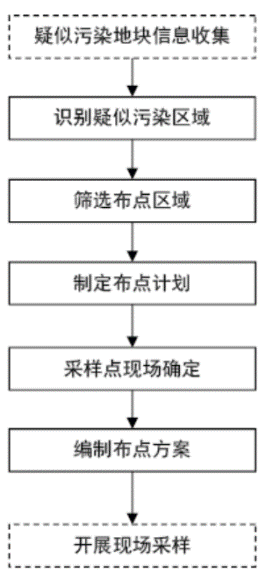 疑似污染地块信息收集
识别疑似污染区域
筛选布点区域
制定布点计划
采样点现场确定
编制布点方案
开展现场采样